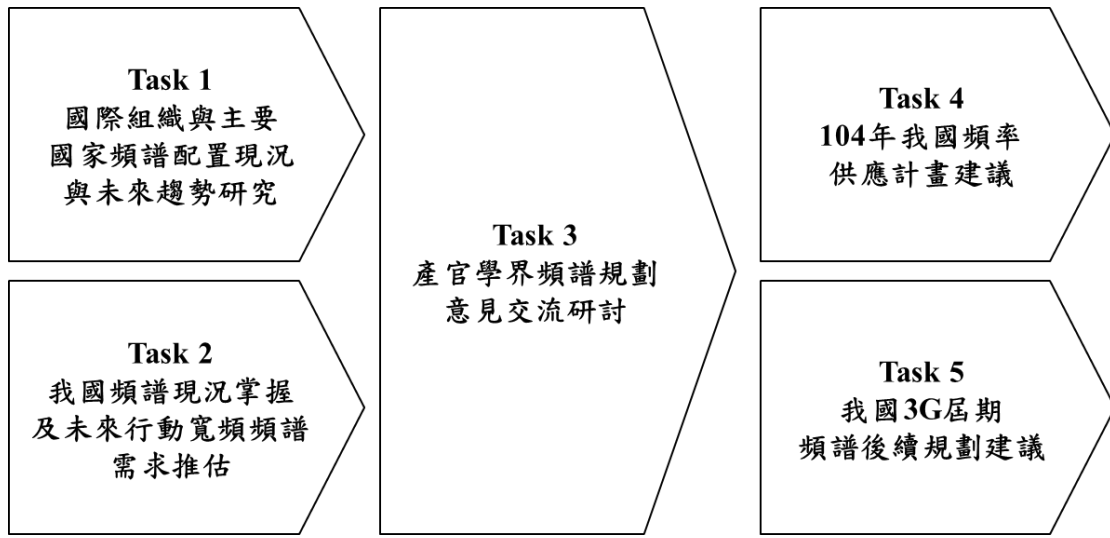 Task 1
國際組織與主要
國家頻譜配置現況
與未來趨勢研究
Task 2
我國頻譜現況掌握
及未來行動寬頻頻譜
需求推估
Task 3
產官學界頻譜規劃
意見交流研討
Task 4
104年我國頻率
供應計畫建議
Task 5
我國3G屆期
頻譜後續規劃建議